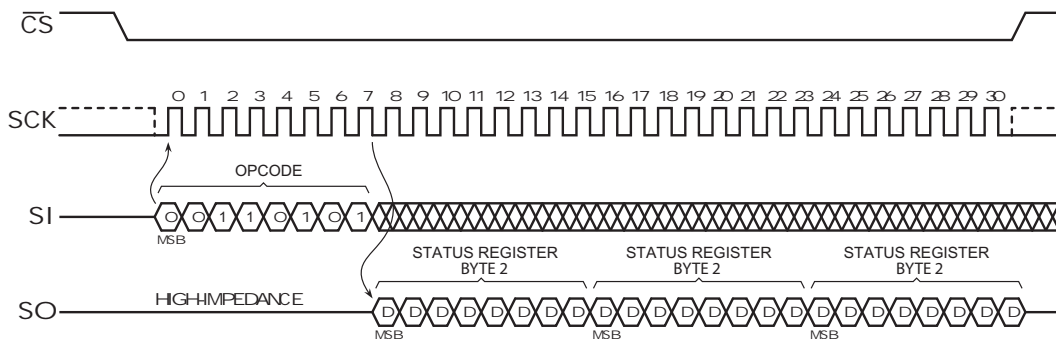 CS
SCK
0 1 2 3 4 5 6 7 8 9 10 11 12 13 14 15 16 17 18 19 20 21 22 23 24 25 26 27 28 29 30
OPCODE
SI
0 0 1 1 0 1 0 1
MSB
STATUS REGISTER BYTE 2
STATUS REGISTER BYTE 2
STATUS REGISTER BYTE 2
SO
HIGH-IMPEDANCE
D D D D D D D D D D D D D D D D D D D D D D D D
MSB MSB MSB